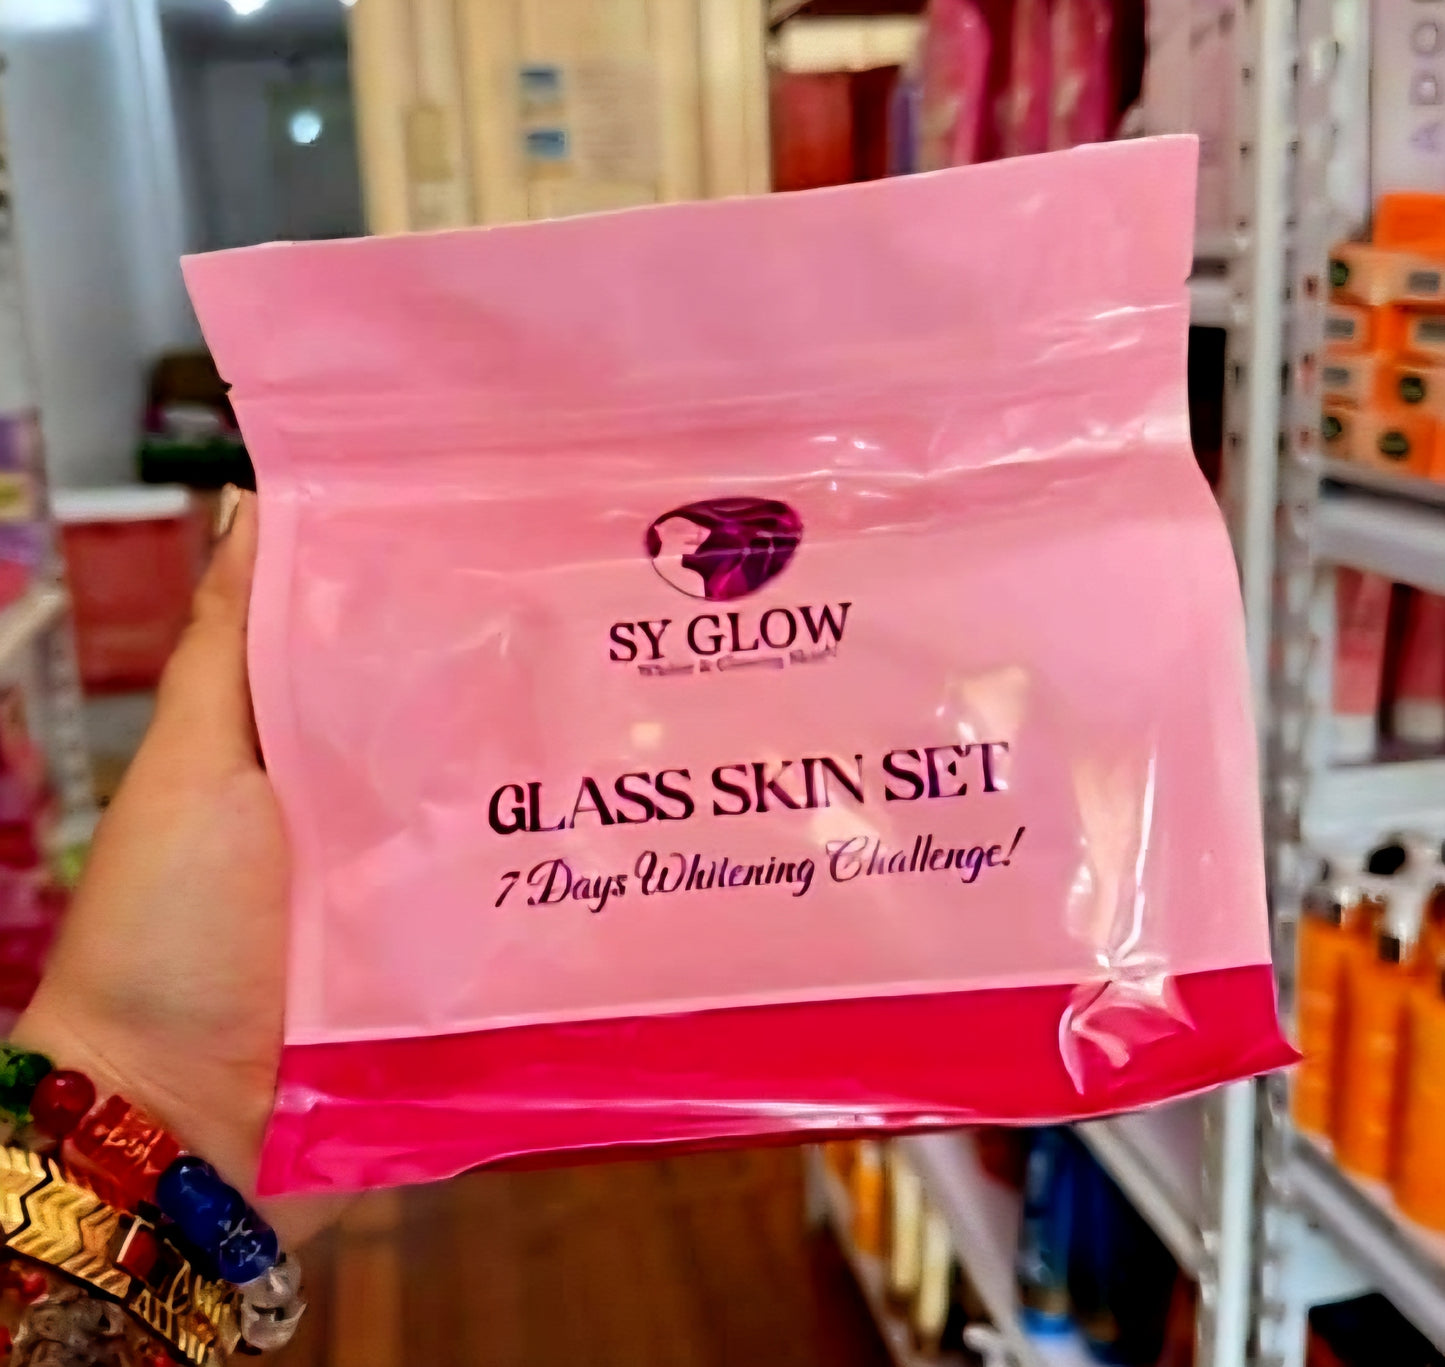 SY GLOW
GLASS SKIN SET
7 Days Whitening Challenge!